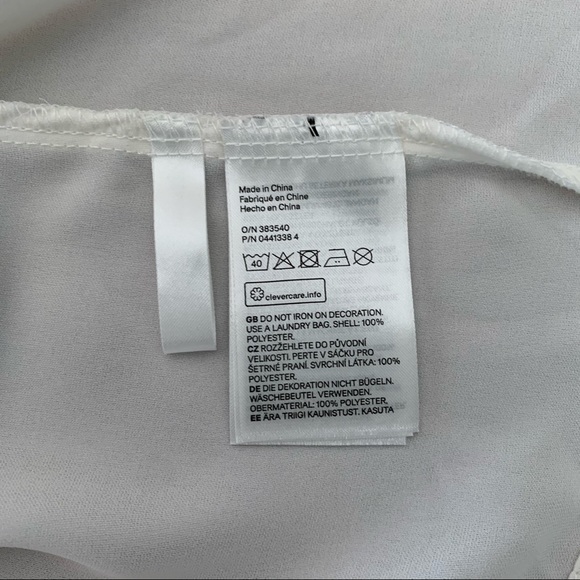 Made in China
Fabriqué en Chine
Hecho en China
O/N 383540
P/N 0441338 4
40
clevercare.info
GB DO NOT IRON ON DECORATION.
USE A LAUNDRY BAG. SHELL: 100%
POLYESTER.
CZ ROZŽEHLETE DO PŮVODNÍ
VELIKOSTI. PERTE V SÁČKU PRO
ŠETRNÉ PRANÍ. SVRCHNÍ LÁTKA: 100%
POLYESTER.
DE DIE DEKORATION NICHT BÜGELN.
WÄSCHEBEUTEL VERWENDEN.
OBERMATERIAL: 100% POLYESTER.
EE ÄRA TRIIGI KAUNISTUST. KASUTA